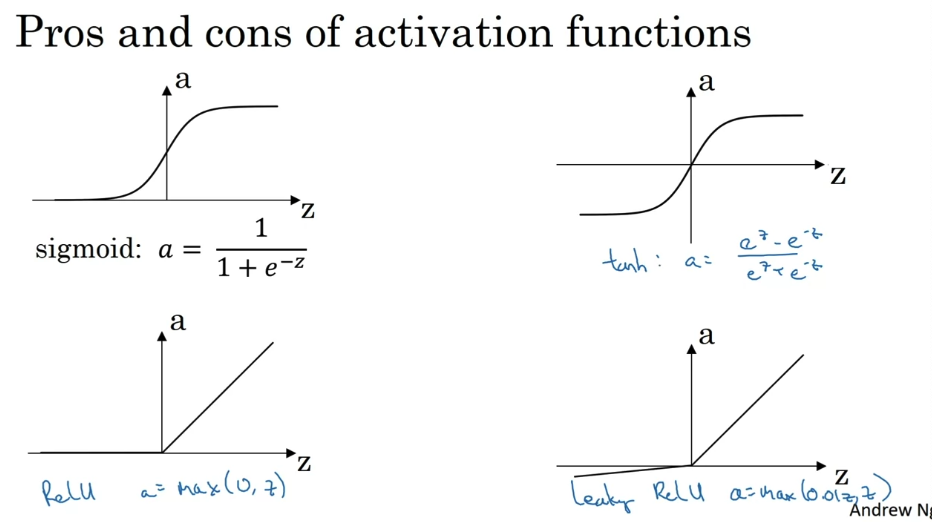 Pros and cons of activation functions
a
z
sigmoid: a = 1 / (1 + e^{-z})
a
z
tanh: a = (e^z - e^{-z}) / (e^z + e^{-z})
a
z
ReLU a = max(0, z)
a
z
Leaky ReLU a = max(0.01z, z)
Andrew Ng